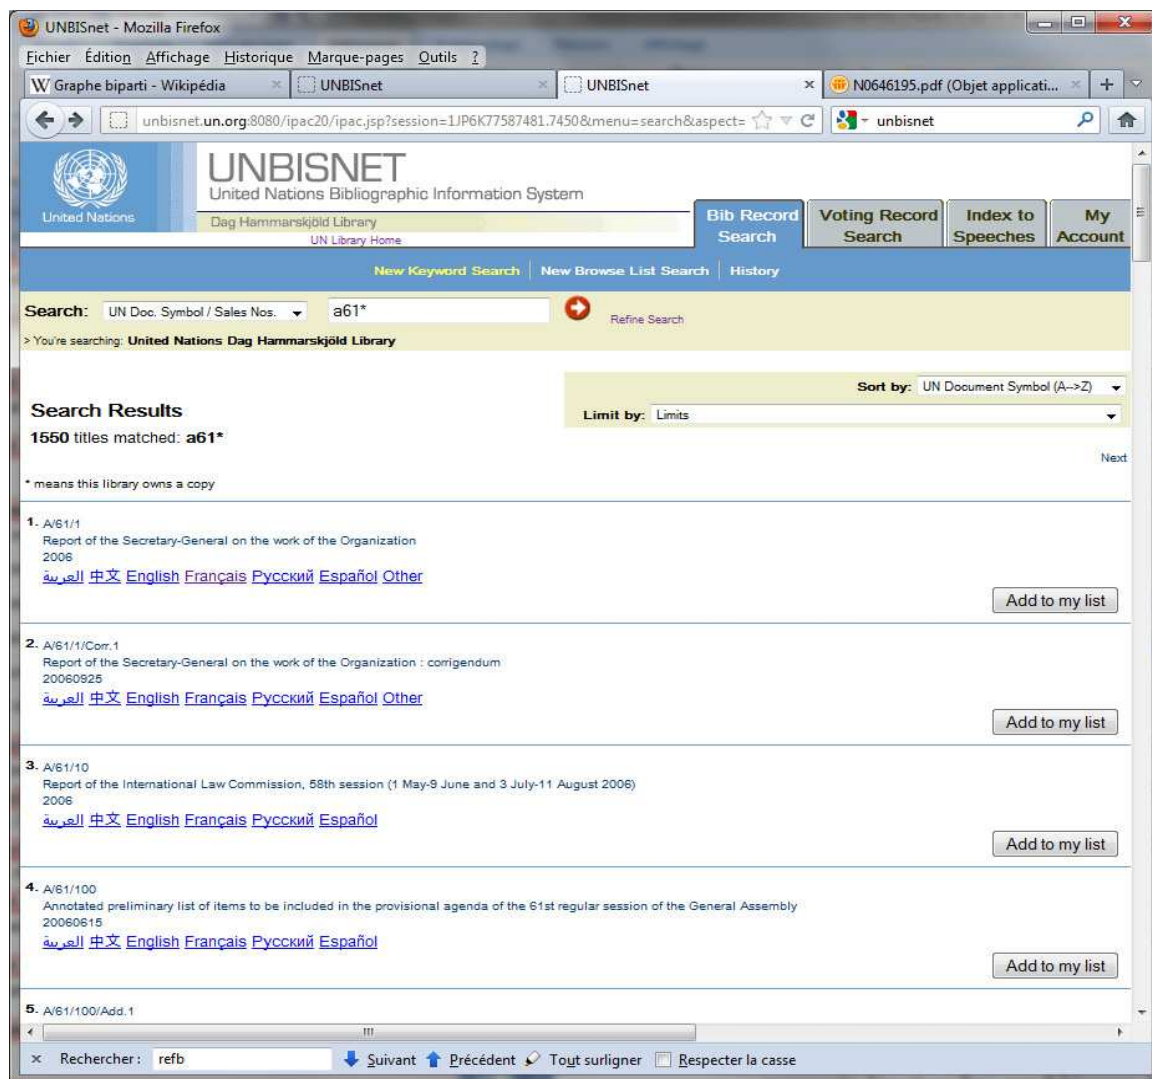 UNBISnet - Mozilla Firefox
Fichier Édition Affichage Historique Marque-pages Outils ?
W Graphe biparti - Wikipédia × UNBISnet × UNBISnet × N0646195.pdf (Objet applicati... × +
unbisnet.un.org:8080/ipac20/ipac.jsp?session=1JP6K77587481.7450&menu=search&aspect= unbisnet
UNBISNET
United Nations Bibliographic Information System
United Nations
Dag Hammarskjöld Library
UN Library Home
Bib Record Search Voting Record Search Index to Speeches My Account
New Keyword Search New Browse List Search History
Search: UN Doc. Symbol / Sales Nos. a61* Refine Search
> You're searching: United Nations Dag Hammarskjöld Library
Sort by: UN Document Symbol (A-->Z)
Search Results
Limit by: Limits
1550 titles matched: a61*
Next
* means this library owns a copy
1. A/61/1
Report of the Secretary-General on the work of the Organization
2006
العربية 中文 English Français Русский Español Other
Add to my list
2. A/61/1/Corr.1
Report of the Secretary-General on the work of the Organization : corrigendum
20060925
العربية 中文 English Français Русский Español Other
Add to my list
3. A/61/10
Report of the International Law Commission, 58th session (1 May-9 June and 3 July-11 August 2006)
2006
العربية 中文 English Français Русский Español
Add to my list
4. A/61/100
Annotated preliminary list of items to be included in the provisional agenda of the 61st regular session of the General Assembly
20060615
العربية 中文 English Français Русский Español
Add to my list
5. A/61/100/Add.1
× Rechercher: refb Suivant Précédent Tout surligner Respecter la casse